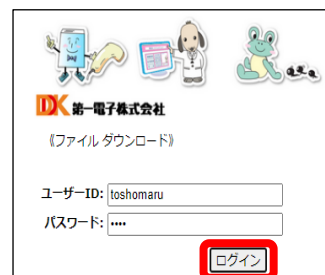 DDK 第一電子株式会社
《ファイル ダウンロード》
ユーザーID: toshomaru
パスワード: ••••
ログイン